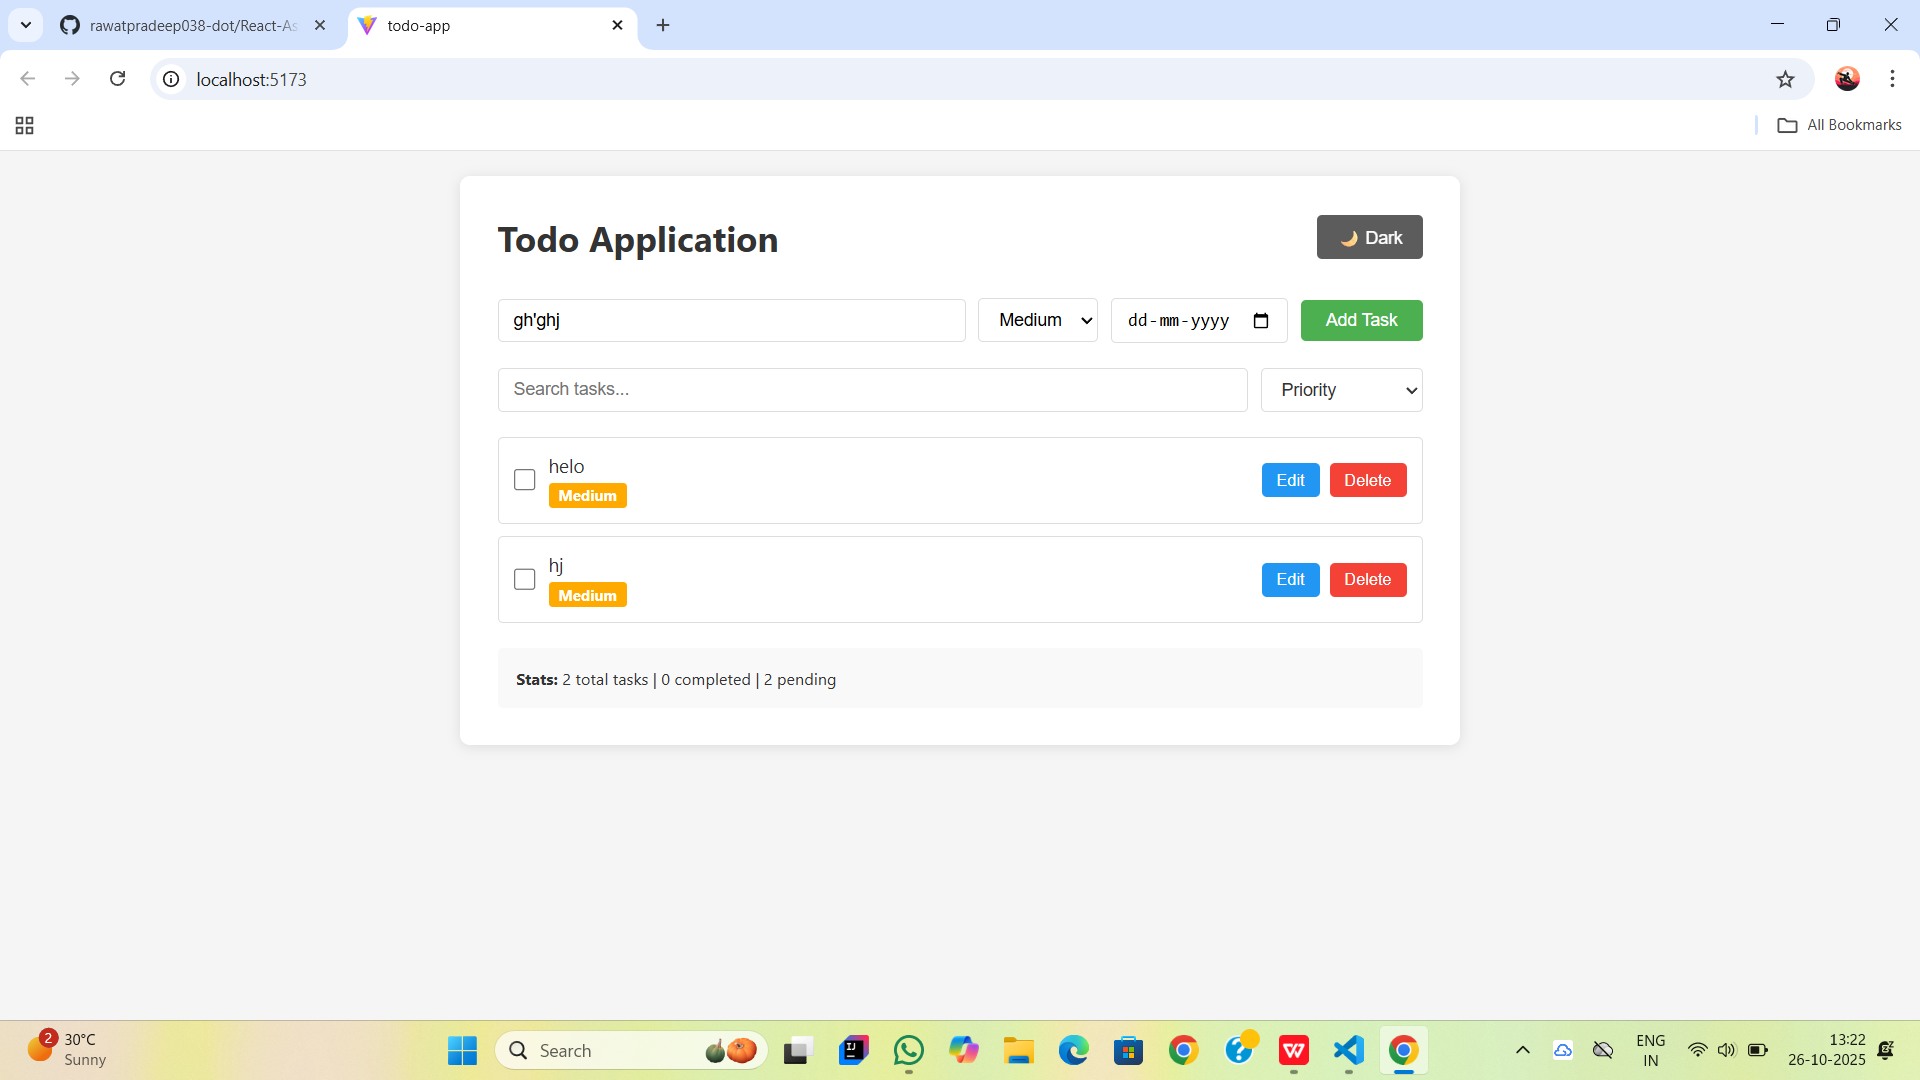 rawatpradeep038-dot/React-As
todo-app
localhost:5173
All Bookmarks
Todo Application
Dark
gh'ghj
Medium
dd-mm-yyyy
Add Task
Search tasks...
Priority
helo
Medium
Edit
Delete
hj
Medium
Edit
Delete
Stats: 2 total tasks | 0 completed | 2 pending
2
30°C
Sunny
Search
ENG
IN
13:22
26-10-2025